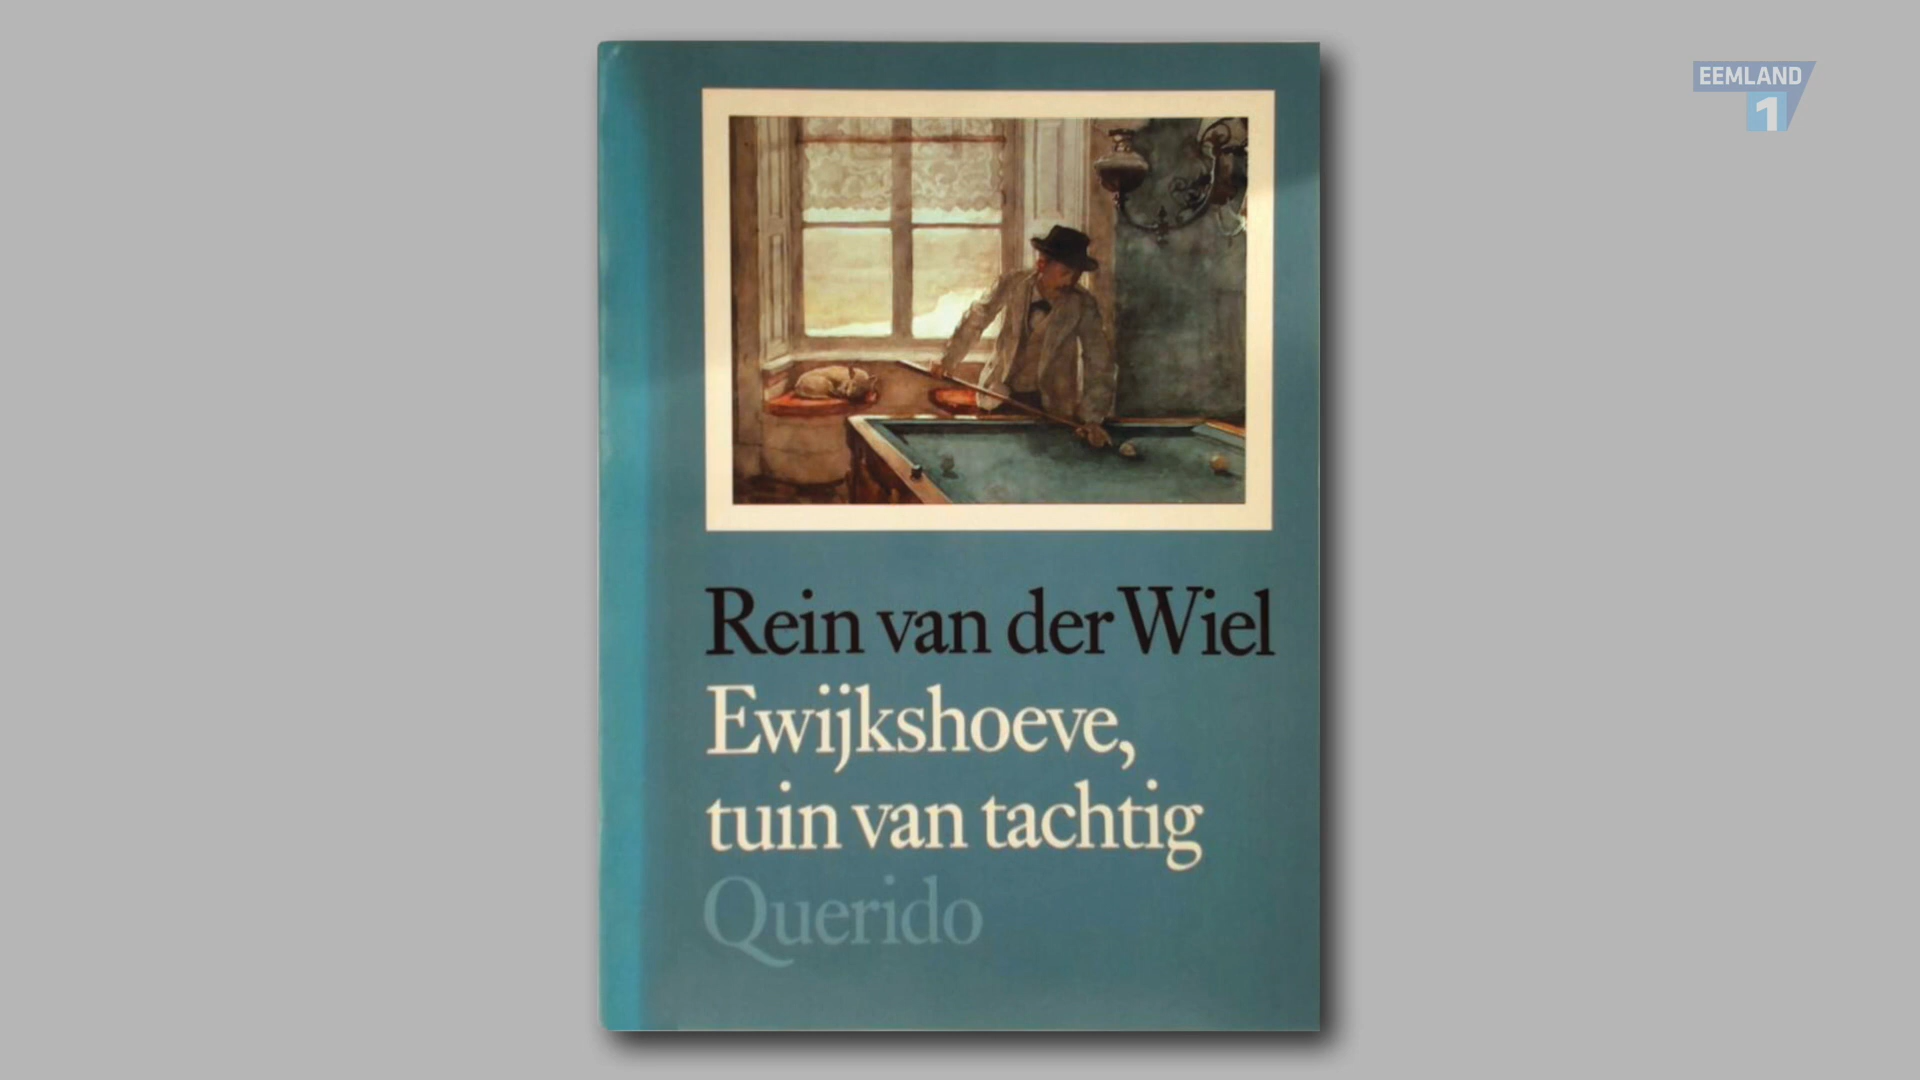 EEMLAND
1
Rein van der Wiel
Ewijkshoeve,
tuin van tachtig
Querido